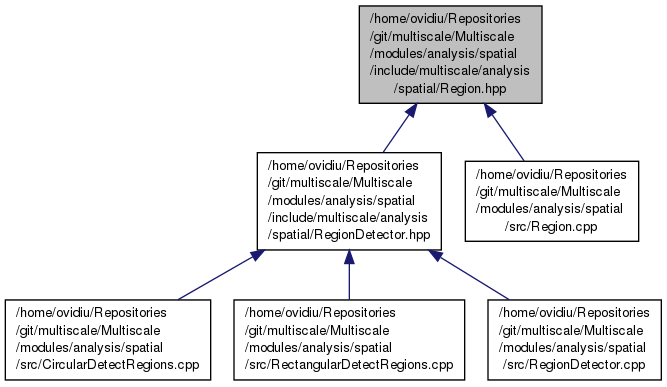 /home/ovidiu/Repositories
/git/multiscale/Multiscale
/modules/analysis/spatial
/include/multiscale/analysis
/spatial/Region.hpp
/home/ovidiu/Repositories
/git/multiscale/Multiscale
/modules/analysis/spatial
/include/multiscale/analysis
/spatial/RegionDetector.hpp
/home/ovidiu/Repositories
/git/multiscale/Multiscale
/modules/analysis/spatial
/src/Region.cpp
/home/ovidiu/Repositories
/git/multiscale/Multiscale
/modules/analysis/spatial
/src/CircularDetectRegions.cpp
/home/ovidiu/Repositories
/git/multiscale/Multiscale
/modules/analysis/spatial
/src/RectangularDetectRegions.cpp
/home/ovidiu/Repositories
/git/multiscale/Multiscale
/modules/analysis/spatial
/src/RegionDetector.cpp